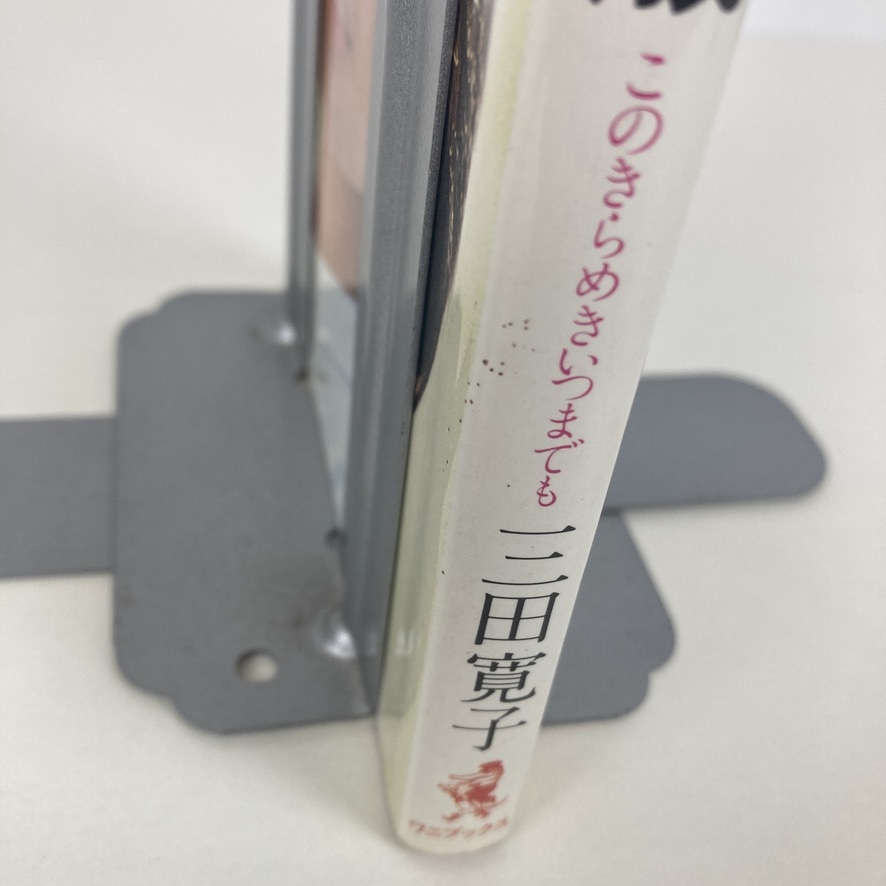 このきらめきいつまでも
三田寛子
ワニブックス